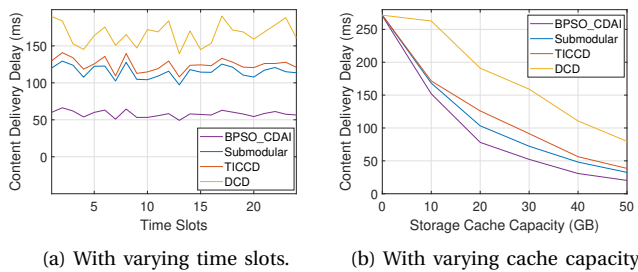 Content Delivery Delay (ms)
150
100
50
0
BPSO_CDAI
Submodular
TICCD
DCD
5
10
15
20
Time Slots
(a) With varying time slots.
Content Delivery Delay (ms)
300
250
200
150
100
50
0
BPSO_CDAI
Submodular
TICCD
DCD
0
10
20
30
40
50
Storage Cache Capacity (GB)
(b) With varying cache capacity